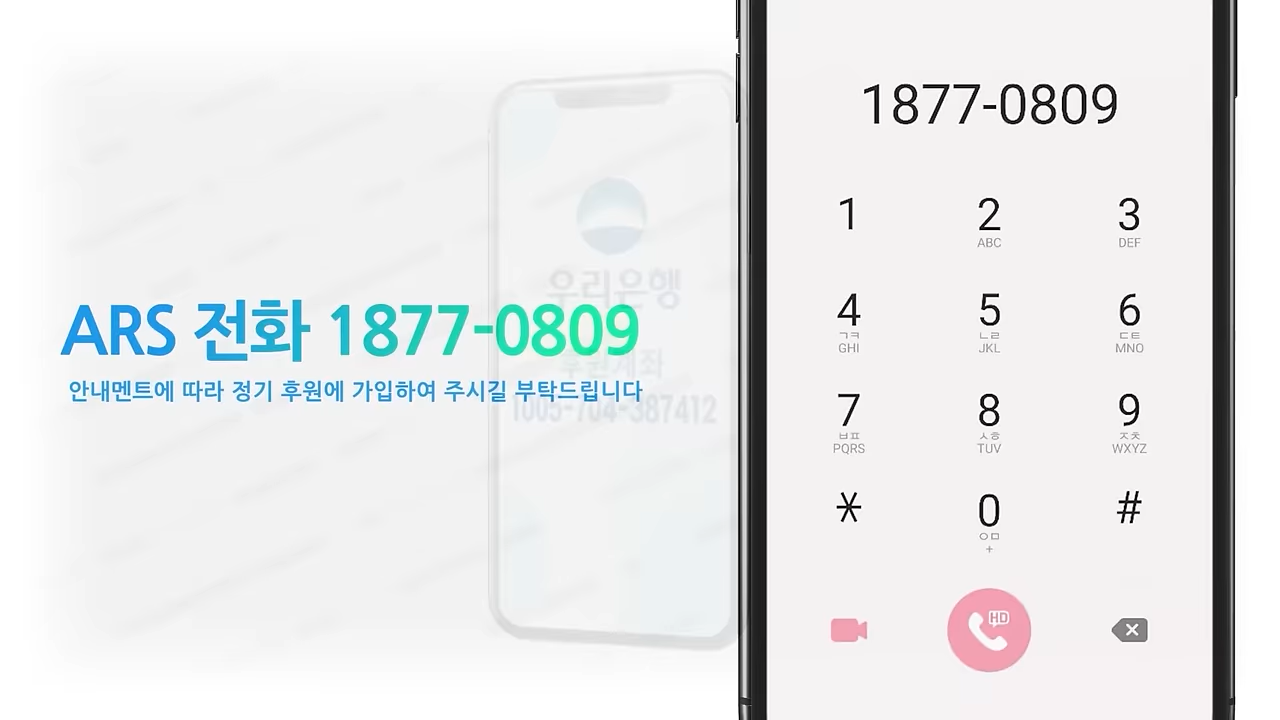 ARS 전화 1877-0809
안내멘트에 따라 정기 후원에 가입하여 주시길 부탁드립니다
우리은행
후원계좌
1005-704-387412
1877-0809
1
2
ABC
3
DEF
4
ㄱㅋ
GHI
5
ㄴㄹ
JKL
6
ㄷㅌ
MNO
7
ㅂㅍ
PQRS
8
ㅅㅎ
TUV
9
ㅈㅊ
WXYZ
*
0
ㅇㅁ
+
#
HD